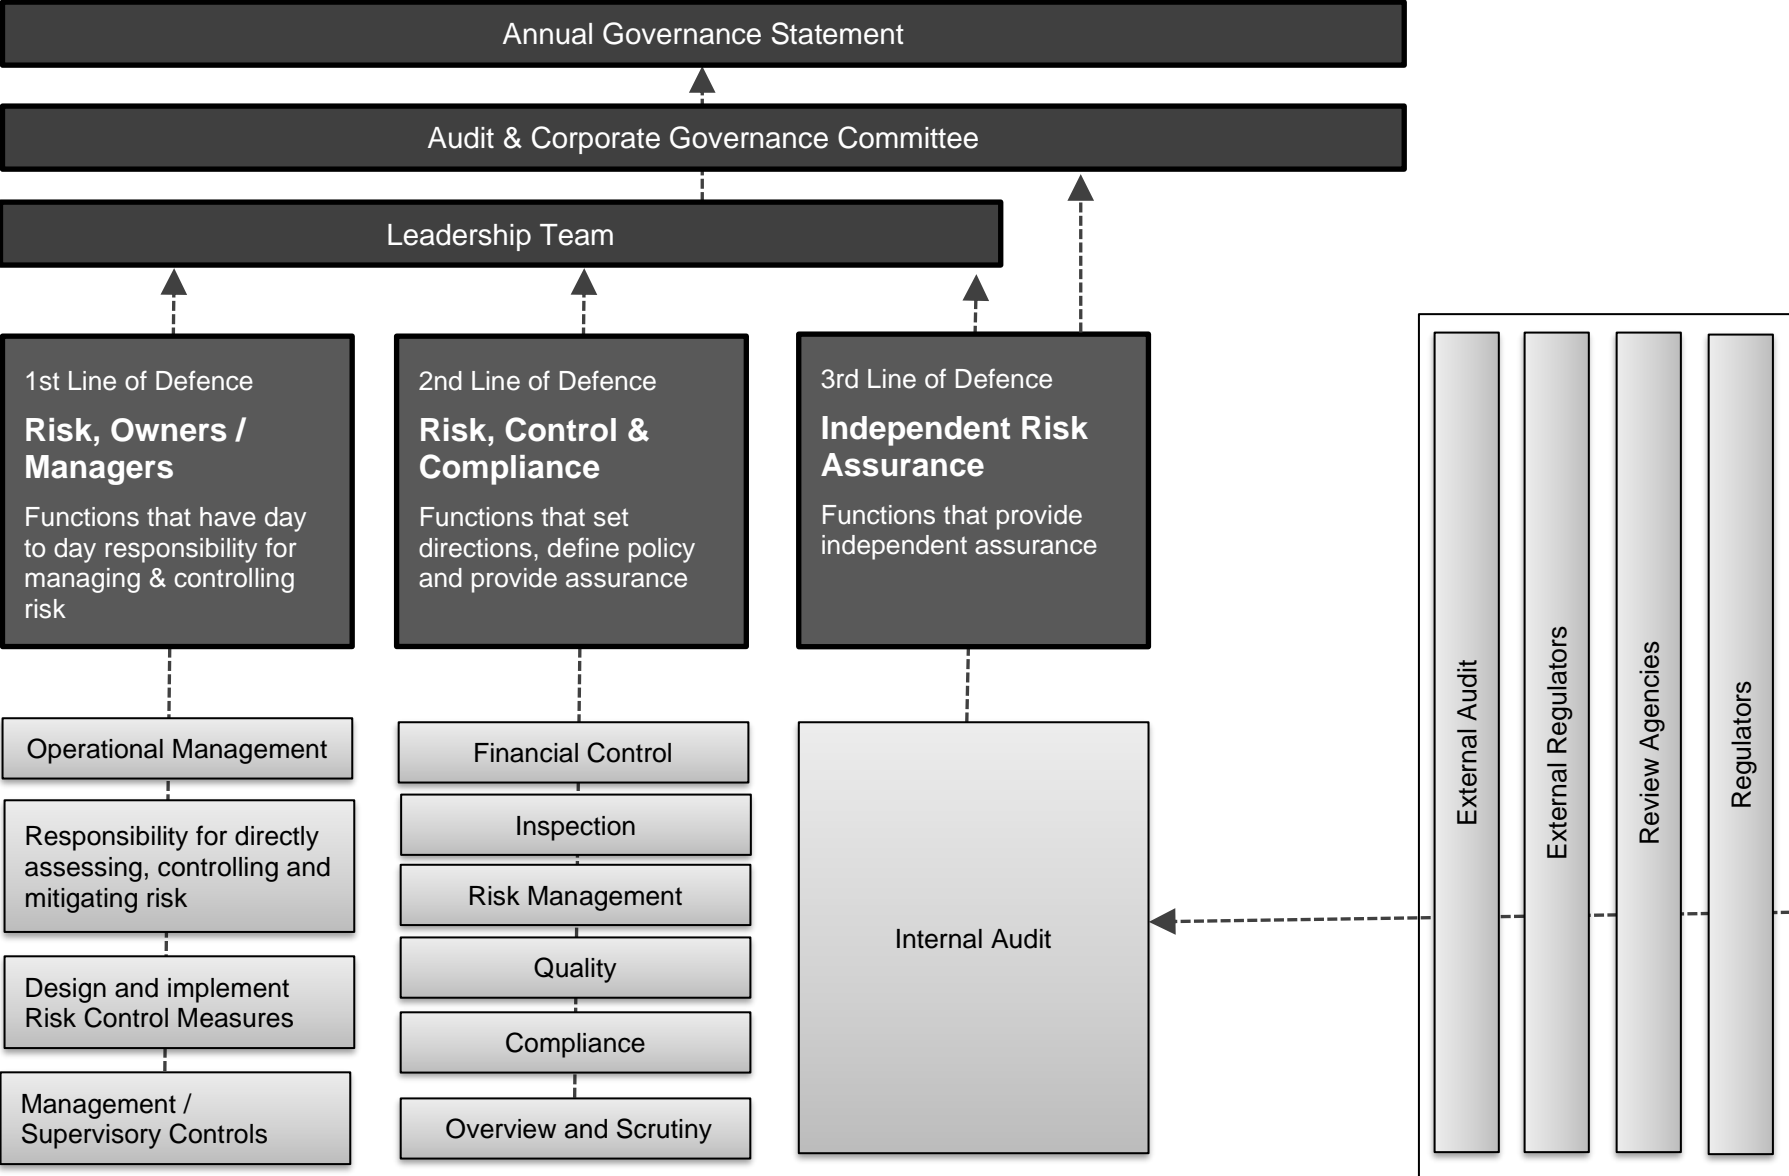 Annual Governance Statement
Audit & Corporate Governance Committee
Leadership Team
1st Line of Defence
Risk, Owners /
Managers
Functions that have day
to day responsibility for
managing & controlling
risk
2nd Line of Defence
Risk, Control &
Compliance
Functions that set
directions, define policy
and provide assurance
3rd Line of Defence
Independent Risk
Assurance
Functions that provide
independent assurance
Operational Management
Responsibility for directly
assessing, controlling and
mitigating risk
Design and implement
Risk Control Measures
Management /
Supervisory Controls
Financial Control
Inspection
Risk Management
Quality
Compliance
Overview and Scrutiny
Internal Audit
External Audit
External Regulators
Review Agencies
Regulators